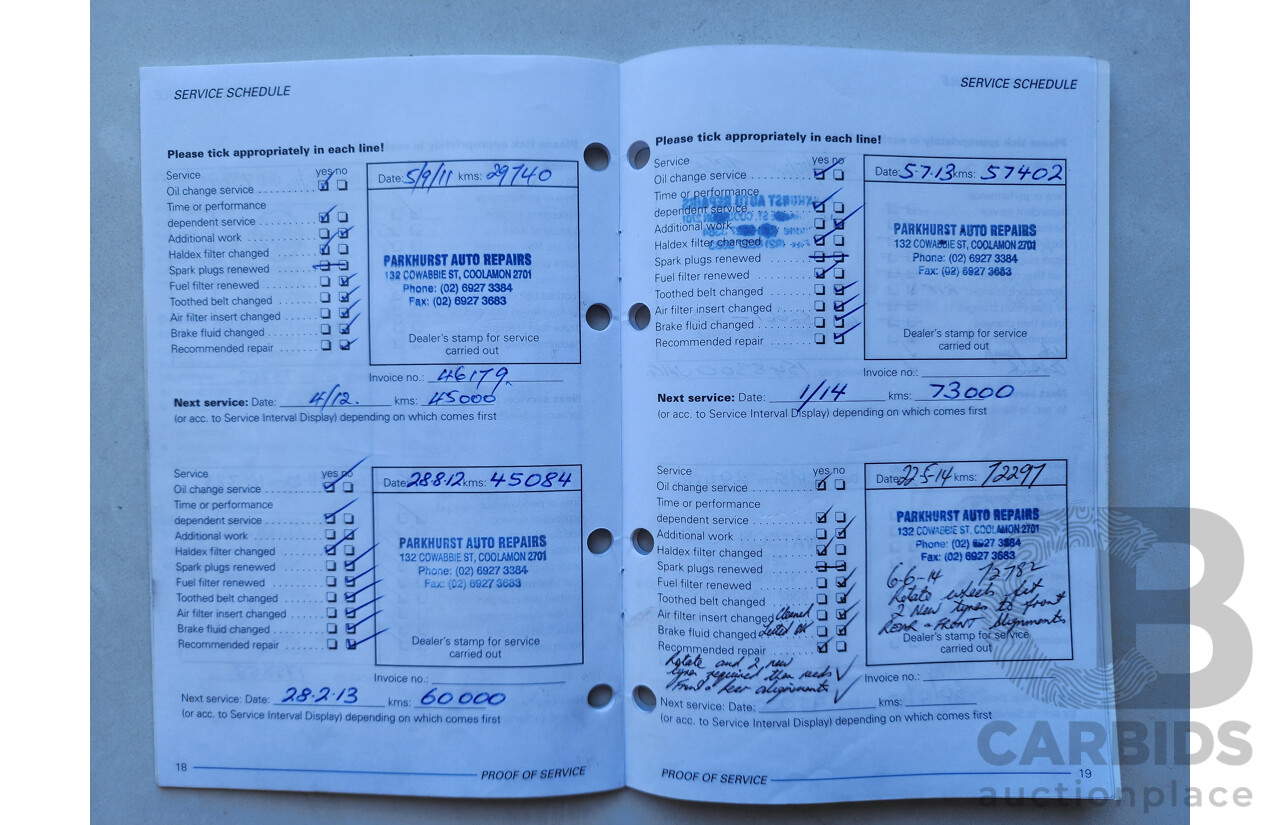 SERVICE SCHEDULE
Please tick appropriately in each line!
Service yes no
Oil change service
Time or performance
dependent service
Additional work
Haldex filter changed
Spark plugs renewed
Fuel filter renewed
Toothed belt changed
Air filter insert changed
Brake fluid changed
Recommended repair
Date: 5/9/11 kms: 29740
PARKHURST AUTO REPAIRS
132 COWABBIE ST, COOLAMON 2701
Phone: (02) 6927 3384
Fax: (02) 6927 3683
Dealer's stamp for service
carried out
Invoice no.: 46179
Next service: Date: 4/12. kms: 45000
(or acc. to Service Interval Display) depending on which comes first
Service yes no
Oil change service
Time or performance
dependent service
Additional work
Haldex filter changed
Spark plugs renewed
Fuel filter renewed
Toothed belt changed
Air filter insert changed
Brake fluid changed
Recommended repair
Date: 28.8.12 kms: 45084
PARKHURST AUTO REPAIRS
132 COWABBIE ST, COOLAMON 2701
Phone: (02) 6927 3384
Fax: (02) 6927 3683
Dealer's stamp for service
carried out
Invoice no.:
Next service: Date: 28.2.13 kms: 60000
(or acc. to Service Interval Display) depending on which comes first
18 PROOF OF SERVICE
SERVICE SCHEDULE
Please tick appropriately in each line!
Service yes no
Oil change service
Time or performance
dependent service
Additional work
Haldex filter changed
Spark plugs renewed
Fuel filter renewed
Toothed belt changed
Air filter insert changed
Brake fluid changed
Recommended repair
Date: 5.7.13 kms: 57402
PARKHURST AUTO REPAIRS
132 COWABBIE ST, COOLAMON 2701
Phone: (02) 6927 3384
Fax: (02) 6927 3683
Dealer's stamp for service
carried out
Invoice no.:
Next service: Date: 1/14 kms: 73000
(or acc. to Service Interval Display) depending on which comes first
Service yes no
Oil change service
Time or performance
dependent service
Additional work
Haldex filter changed
Spark plugs renewed
Fuel filter renewed
Toothed belt changed
Air filter insert changed Cleaned
Brake fluid changed Tested OK
Recommended repair
Rotate and 2 new
tyres required then needs
Front & Rear alignments
Date: 22-5-14 kms: 72297
PARKHURST AUTO REPAIRS
132 COWABBIE ST, COOLAMON 2701
Phone: (02) 6927 3384
Fax: (02) 6927 3683
6-6-14 72782
Rotate wheels fit
2 New tyres to front
REAR - FRONT Alignments
Dealer's stamp for service
carried out
Invoice no.:
Next service: Date: kms:
(or acc. to Service Interval Display) depending on which comes first
PROOF OF SERVICE 19
CB
CARBIDS
auctionplace